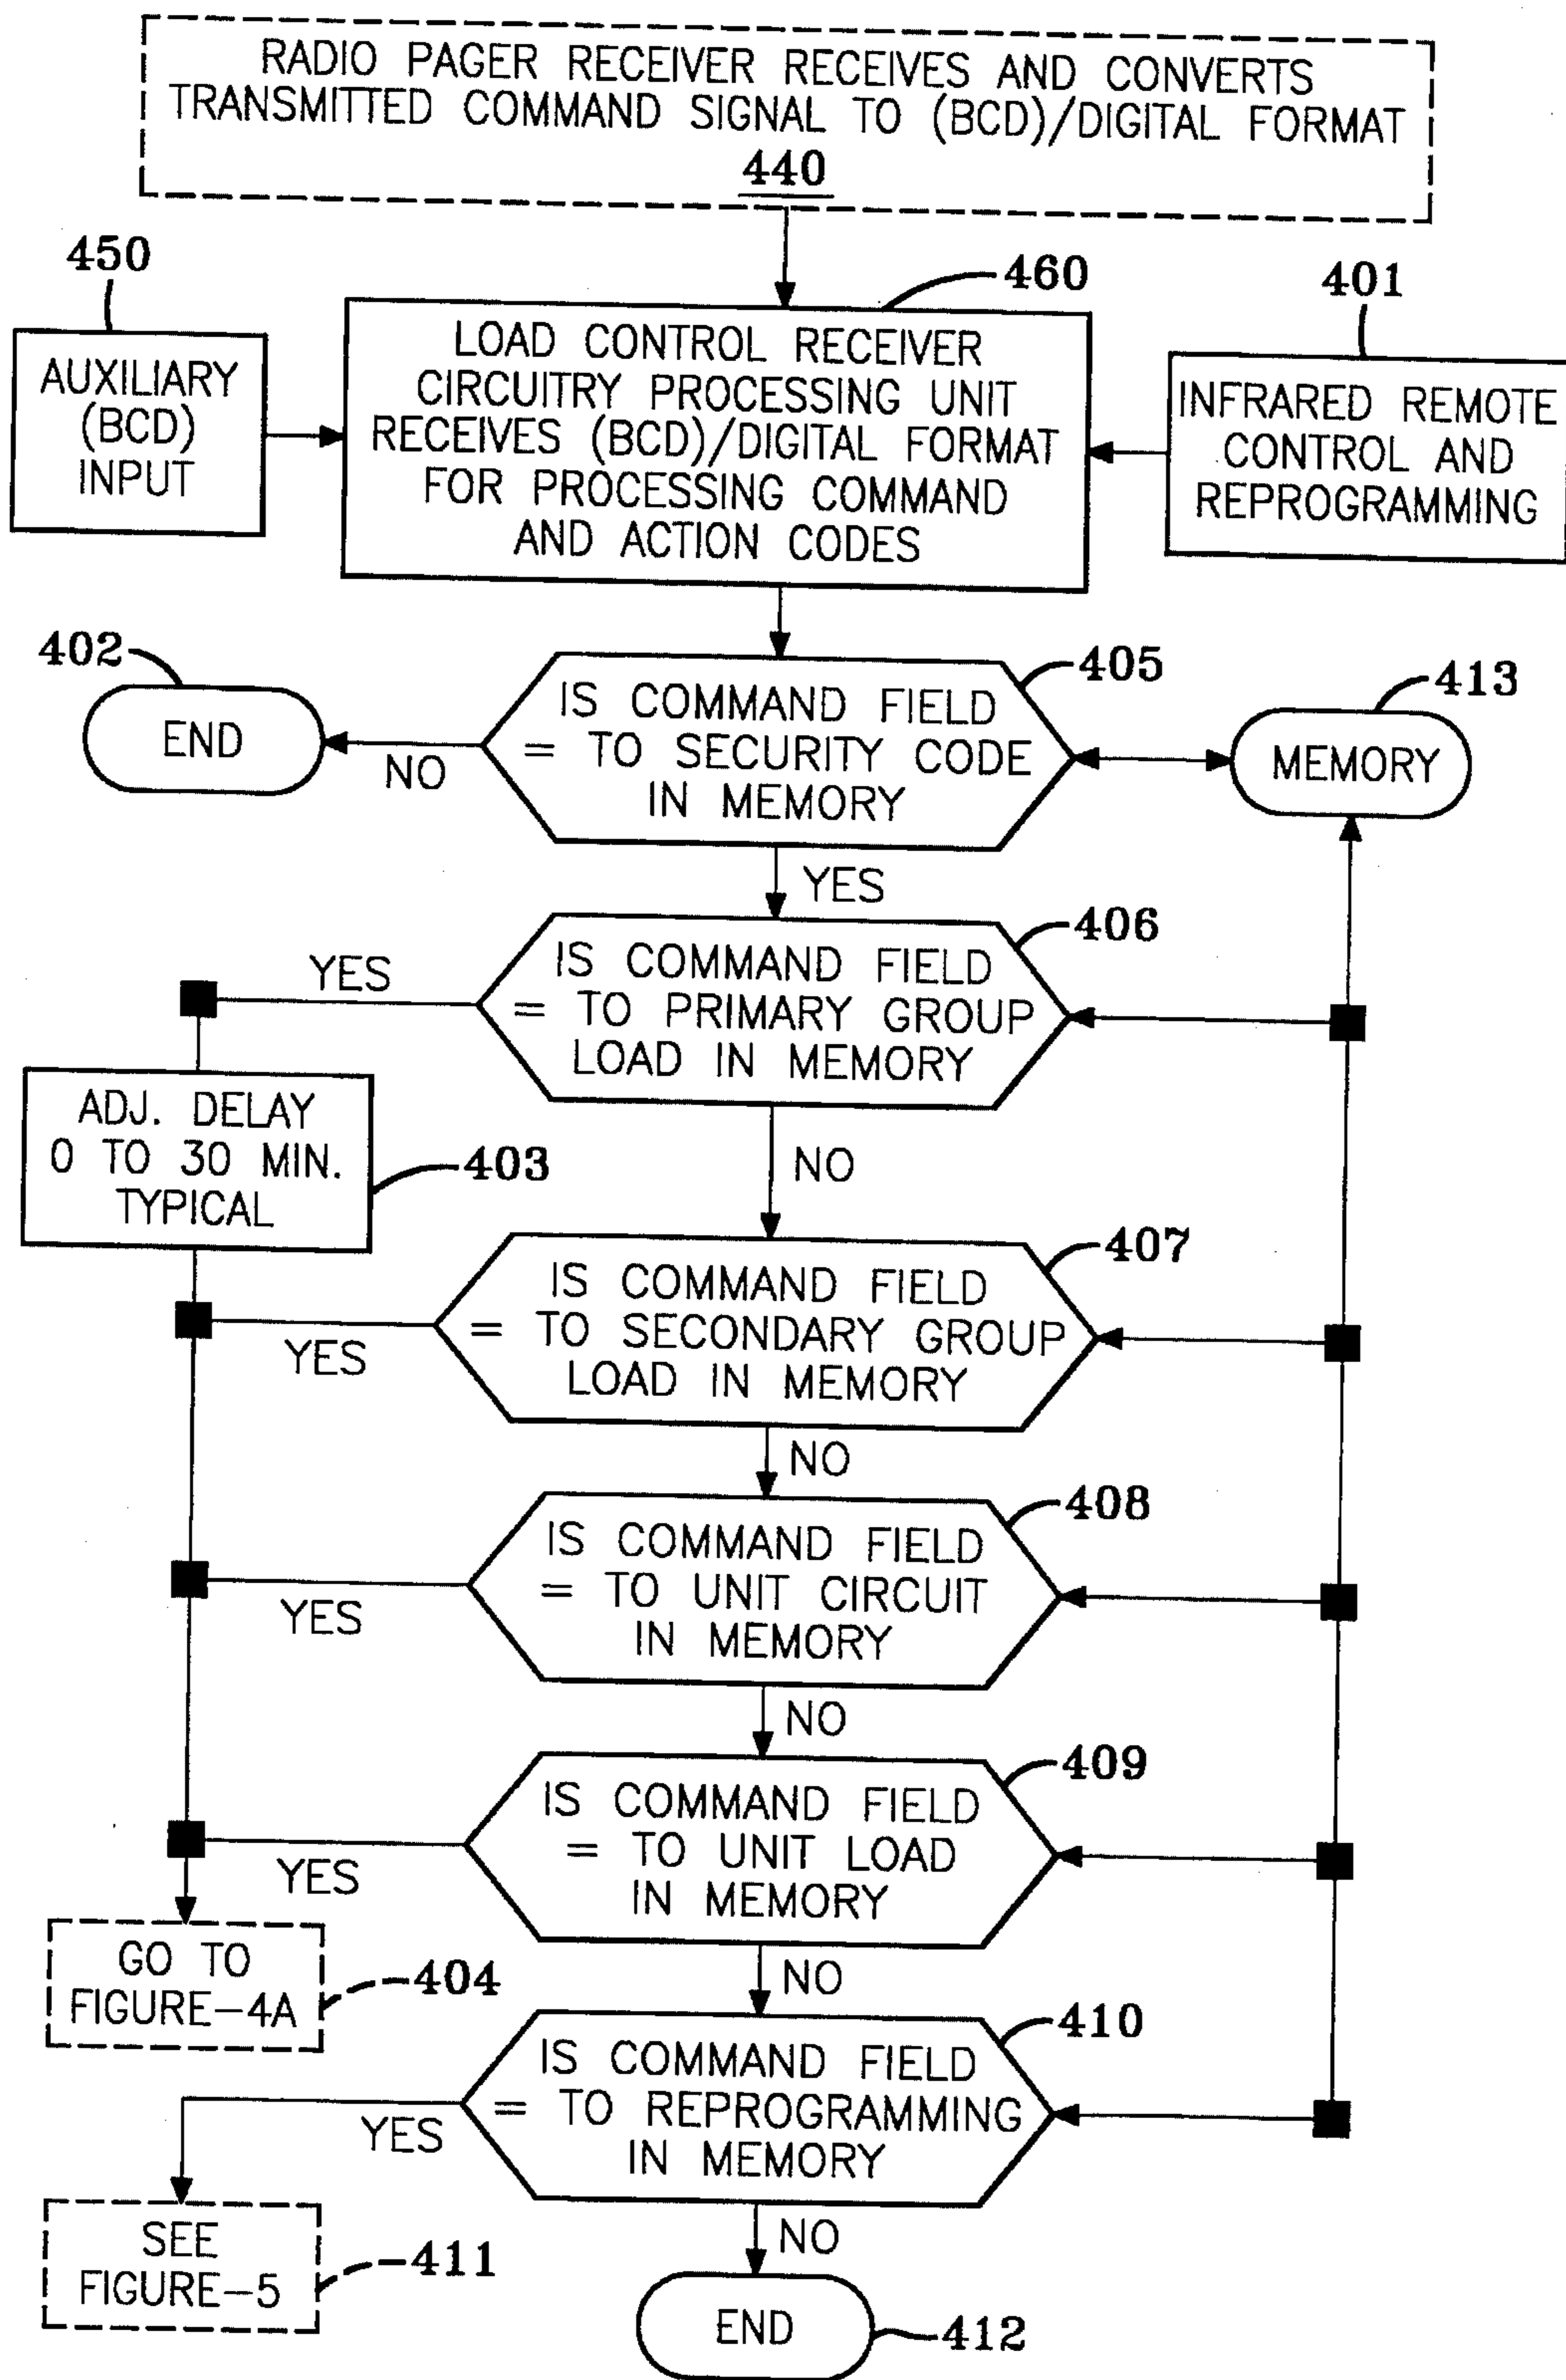 RADIO PAGER RECEIVER RECEIVES AND CONVERTS
TRANSMITTED COMMAND SIGNAL TO (BCD)/DIGITAL FORMAT
440
450
460
401
AUXILIARY
(BCD)
INPUT
LOAD CONTROL RECEIVER
CIRCUITRY PROCESSING UNIT
RECEIVES (BCD)/DIGITAL FORMAT
FOR PROCESSING COMMAND
AND ACTION CODES
INFRARED REMOTE
CONTROL AND
REPROGRAMMING
402
END
NO
405
IS COMMAND FIELD
= TO SECURITY CODE
IN MEMORY
413
MEMORY
YES
406
YES
IS COMMAND FIELD
= TO PRIMARY GROUP
LOAD IN MEMORY
ADJ. DELAY
0 TO 30 MIN.
TYPICAL
403
NO
407
IS COMMAND FIELD
= TO SECONDARY GROUP
LOAD IN MEMORY
YES
NO
408
IS COMMAND FIELD
= TO UNIT CIRCUIT
IN MEMORY
YES
NO
409
IS COMMAND FIELD
= TO UNIT LOAD
IN MEMORY
YES
GO TO
FIGURE-4A
404
NO
410
IS COMMAND FIELD
= TO REPROGRAMMING
IN MEMORY
YES
SEE
FIGURE-5
411
NO
END
412